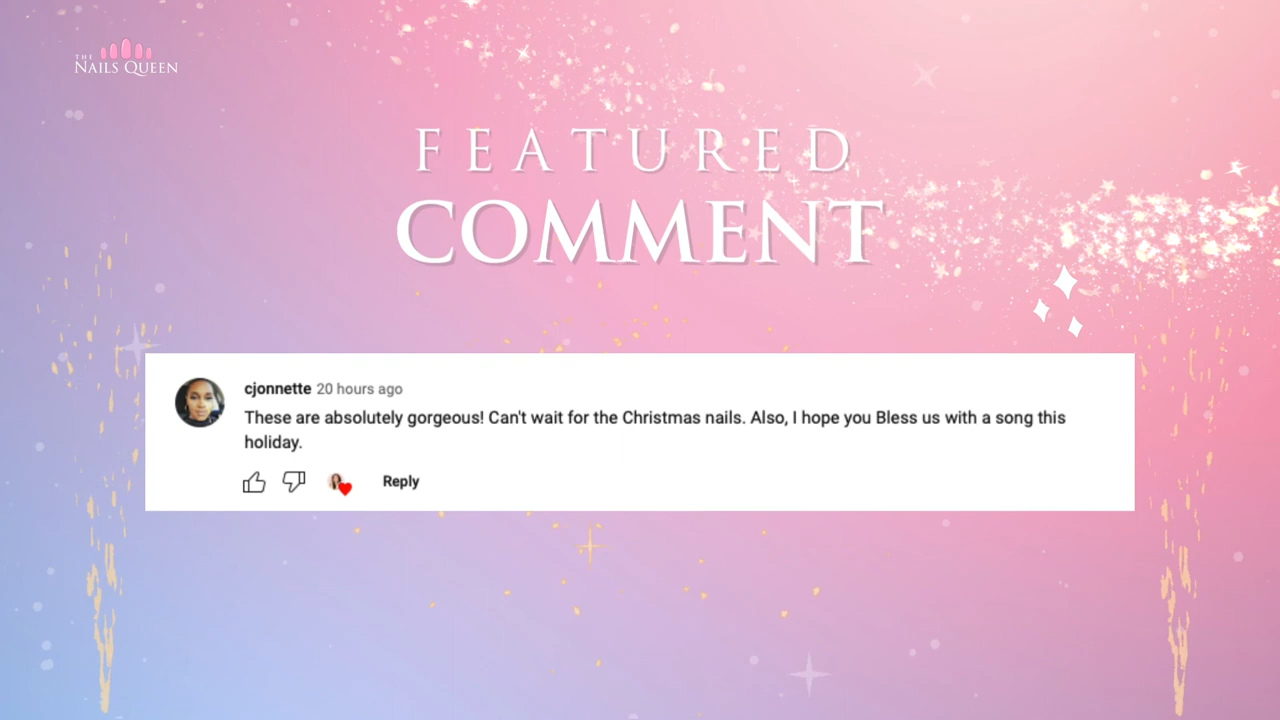 THE
NAILS QUEEN
FEATURED
COMMENT
cjonnette 20 hours ago
These are absolutely gorgeous! Can't wait for the Christmas nails. Also, I hope you Bless us with a song this
holiday.
Reply